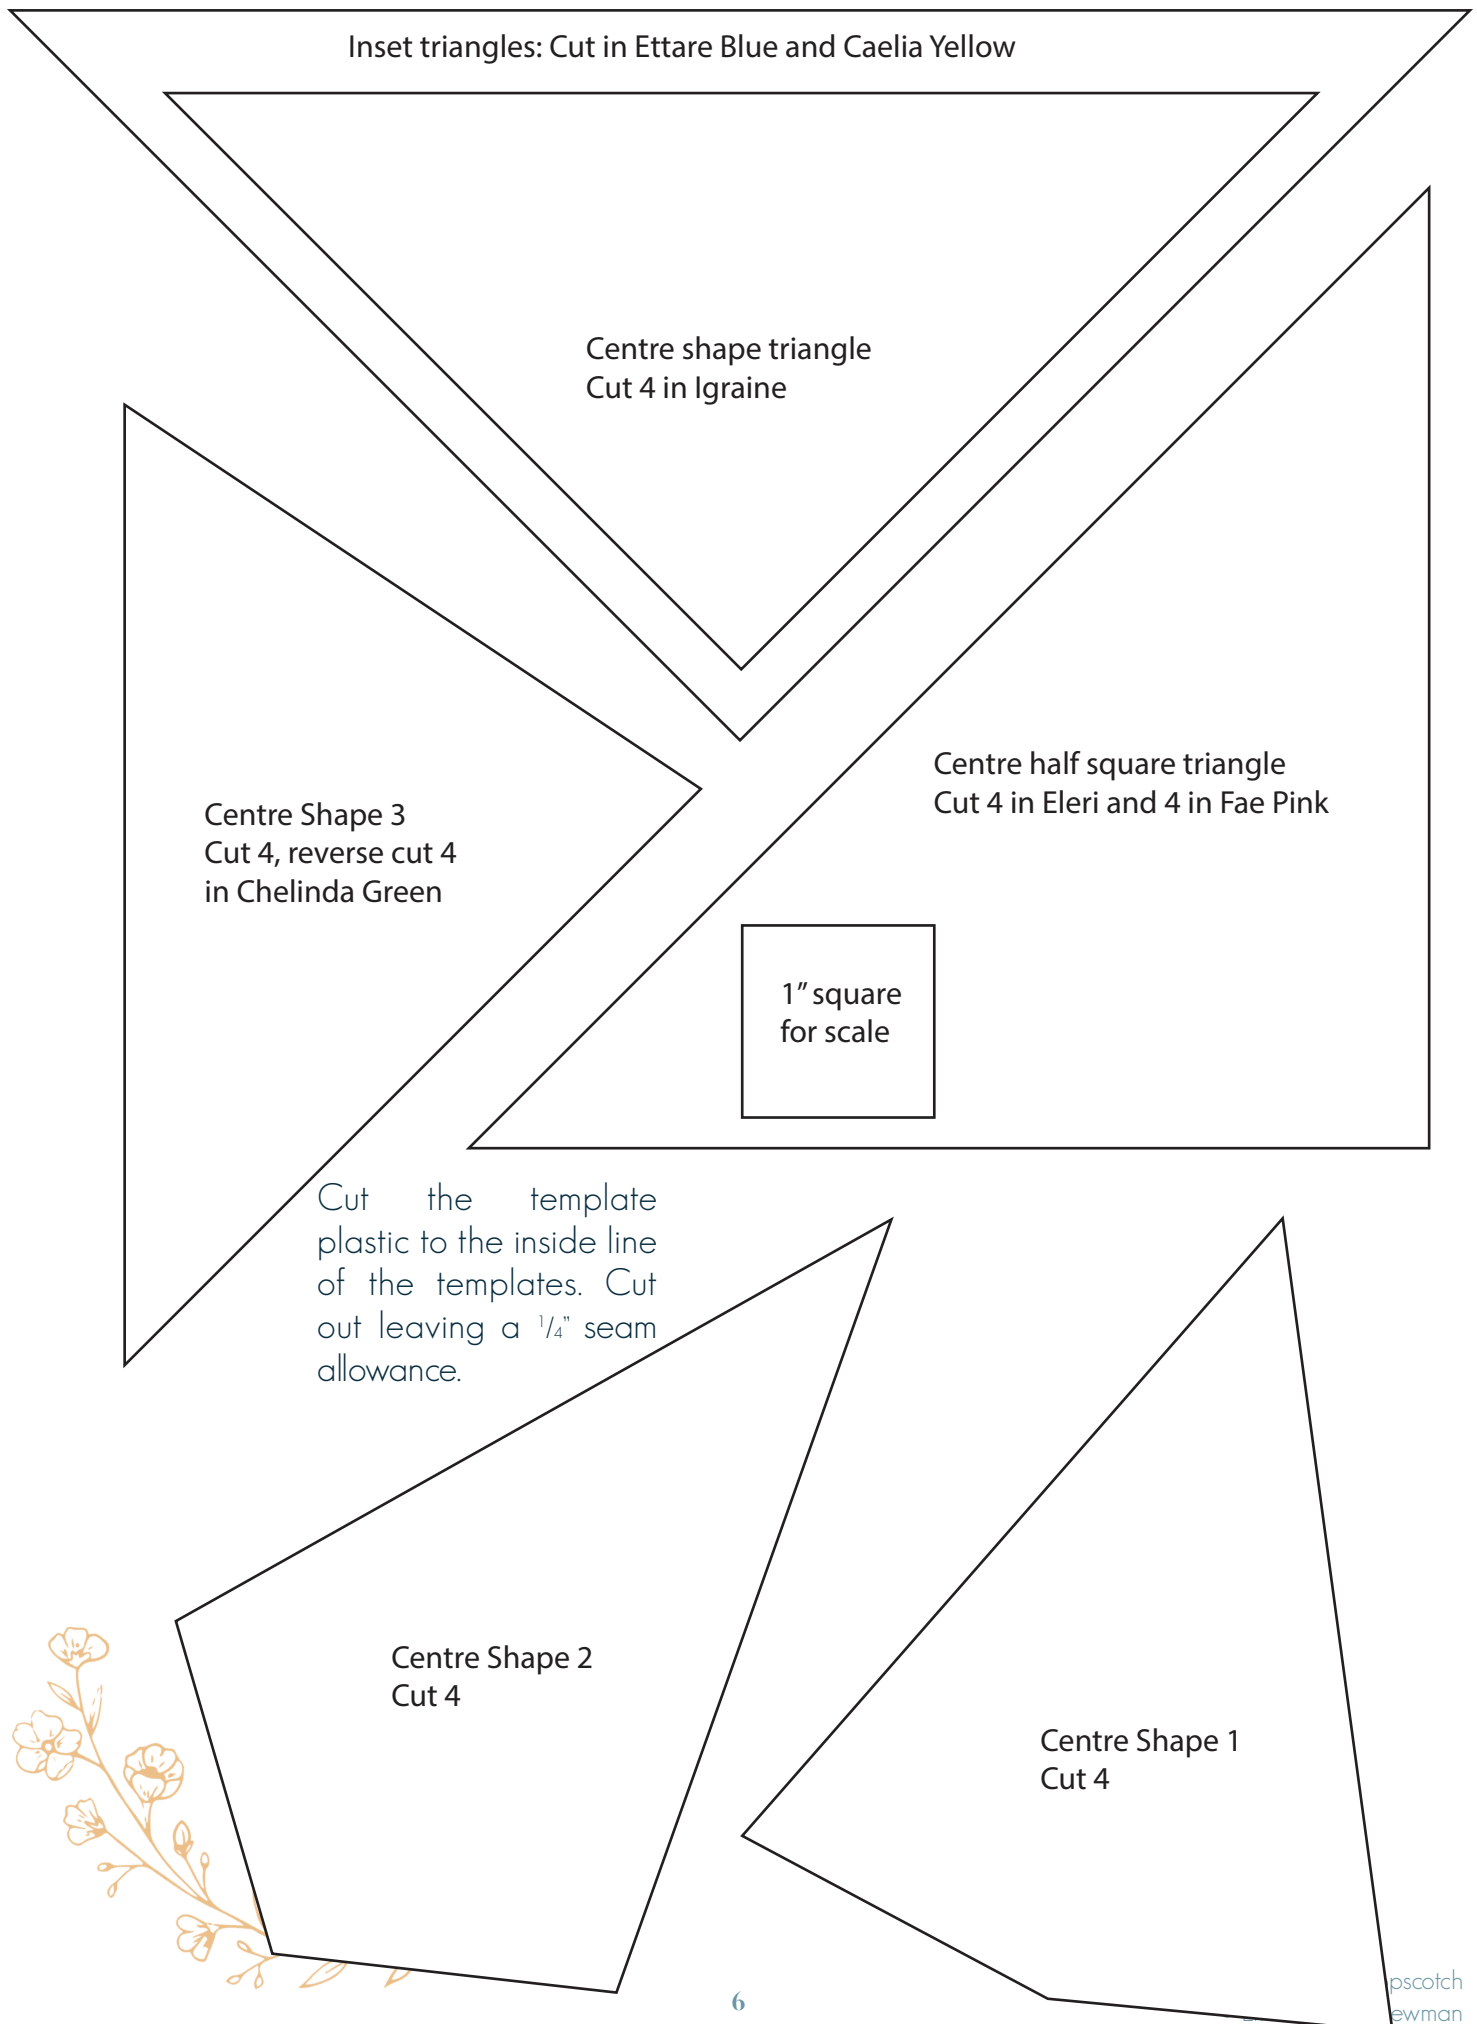 Inset triangles: Cut in Ettare Blue and Caelia Yellow
Centre shape triangle
Cut 4 in Igraine
Centre half square triangle
Cut 4 in Eleri and 4 in Fae Pink
Centre Shape 3
Cut 4, reverse cut 4
in Chelinda Green
1” square
for scale
Cut the template
plastic to the inside line
of the templates. Cut
out leaving a 1/4” seam
allowance.
Centre Shape 2
Cut 4
Centre Shape 1
Cut 4
6
pscotch
ewman